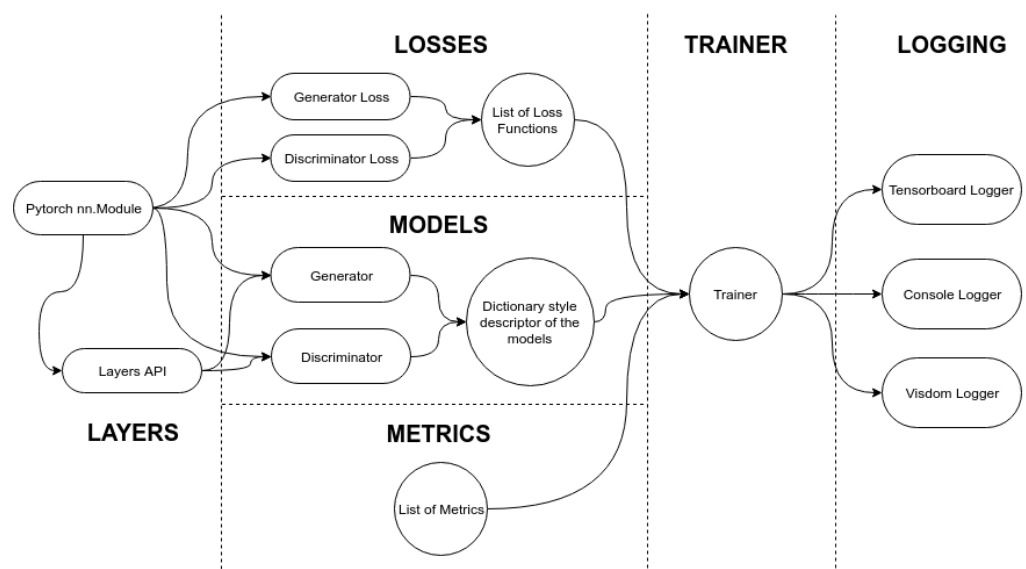 LOSSES
TRAINER
LOGGING
Generator Loss
List of Loss
Functions
Discriminator Loss
Tensorboard Logger
Pytorch nn.Module
MODELS
Generator
Dictionary style
descriptor of the
models
Trainer
Console Logger
Discriminator
Layers API
Visdom Logger
LAYERS
METRICS
List of Metrics